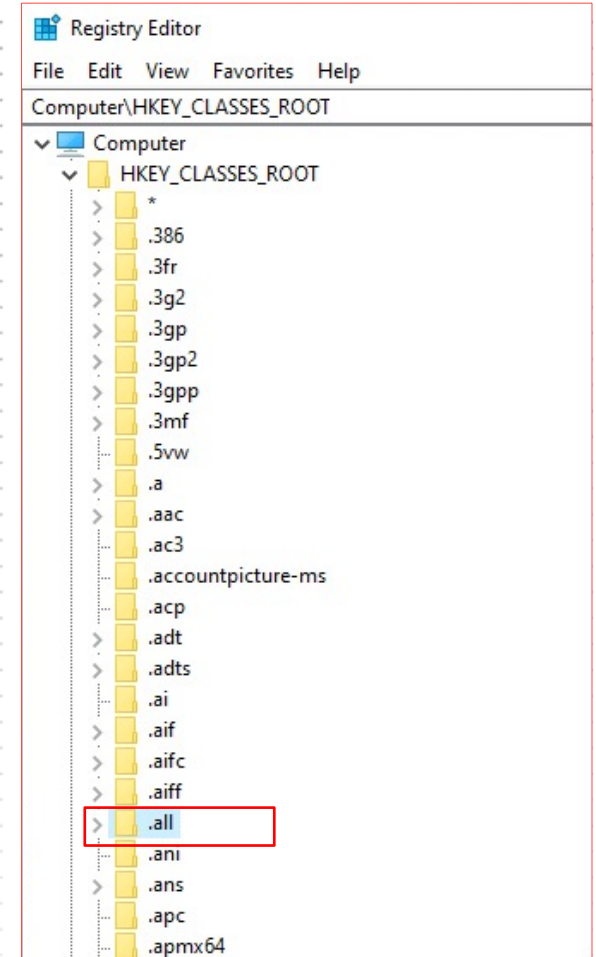 Registry Editor
File Edit View Favorites Help
Computer\HKEY_CLASSES_ROOT
Computer
HKEY_CLASSES_ROOT
*
.386
.3fr
.3g2
.3gp
.3gp2
.3gpp
.3mf
.5vw
.a
.aac
.ac3
.accountpicture-ms
.acp
.adt
.adts
.ai
.aif
.aifc
.aiff
.all
.ani
.ans
.apc
.apmx64